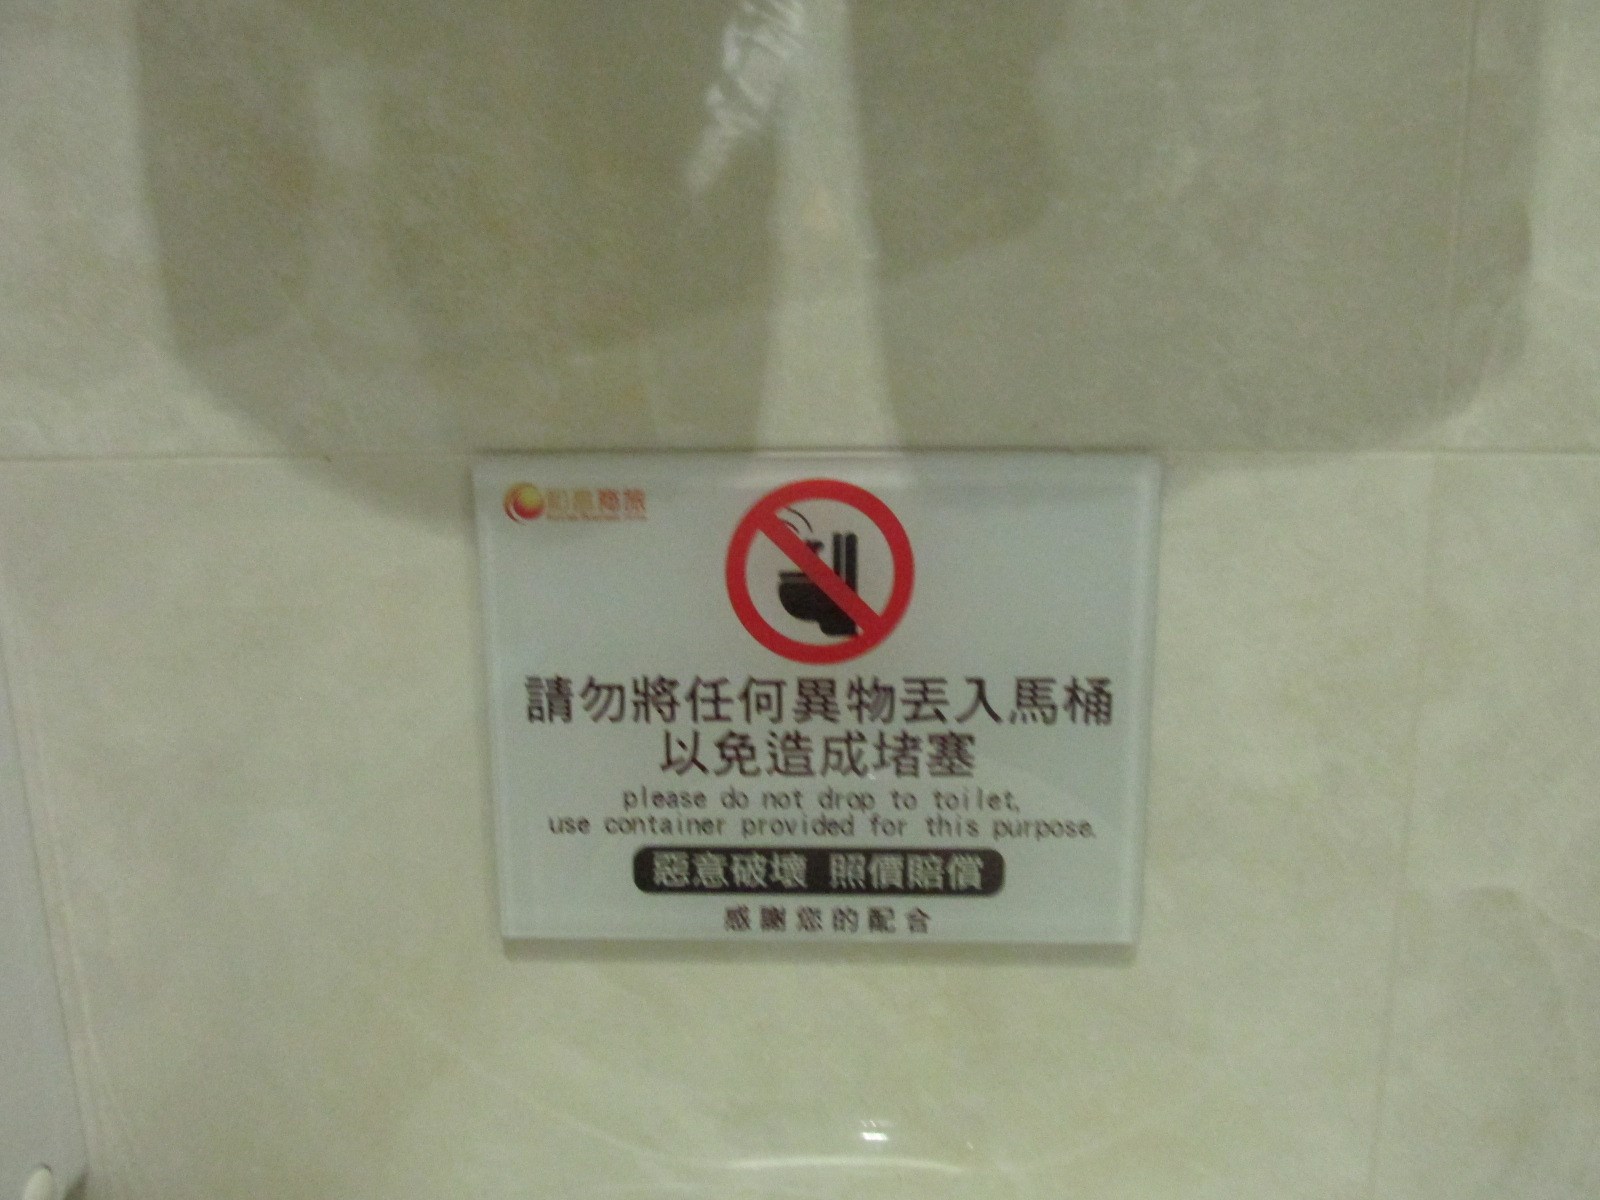 商旅
請勿將任何異物丟入馬桶
以免造成堵塞
please do not drop to toilet,
use container provided for this purpose.
惡意破壞 照價賠償
感謝您的配合